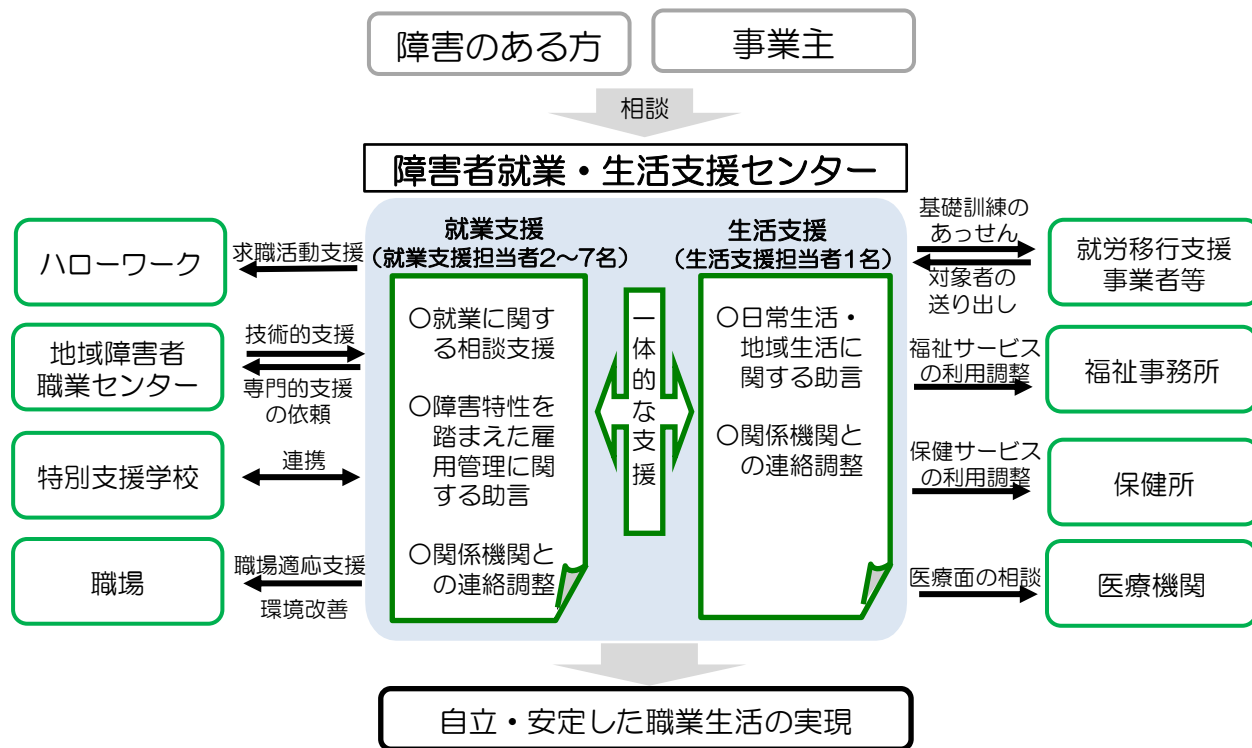 障害のある方
事業主
相談
障害者就業・生活支援センター
ハローワーク
求職活動支援
地域障害者
職業センター
技術的支援
専門的支援
の依頼
特別支援学校
連携
職場
職場適応支援
環境改善
就業支援
（就業支援担当者2～7名）
○就業に関す
る相談支援
○障害特性を
踏まえた雇
用管理に関
する助言
○関係機関と
の連絡調整
一体的な支援
生活支援
（生活支援担当者1名）
○日常生活・
地域生活に
関する助言
○関係機関と
の連絡調整
基礎訓練の
あっせん
対象者の
送り出し
就労移行支援
事業者等
福祉サービス
の利用調整
福祉事務所
保健サービス
の利用調整
保健所
医療面の相談
医療機関
自立・安定した職業生活の実現